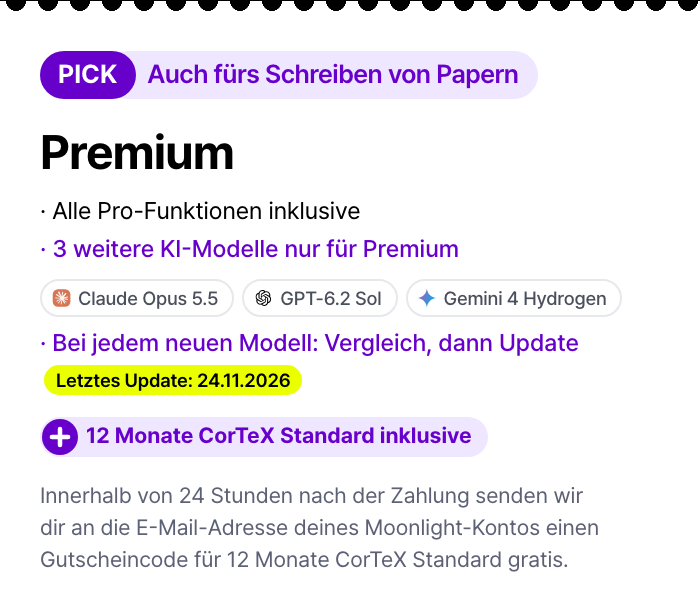 PICK Auch fürs Schreiben von Papern
Premium
· Alle Pro-Funktionen inklusive
· 3 weitere KI-Modelle nur für Premium
Claude Opus 5.5 GPT-6.2 Sol Gemini 4 Hydrogen
· Bei jedem neuen Modell: Vergleich, dann Update
Letztes Update: 24.11.2026
12 Monate CorTeX Standard inklusive
Innerhalb von 24 Stunden nach der Zahlung senden wir
dir an die E-Mail-Adresse deines Moonlight-Kontos einen
Gutscheincode für 12 Monate CorTeX Standard gratis.